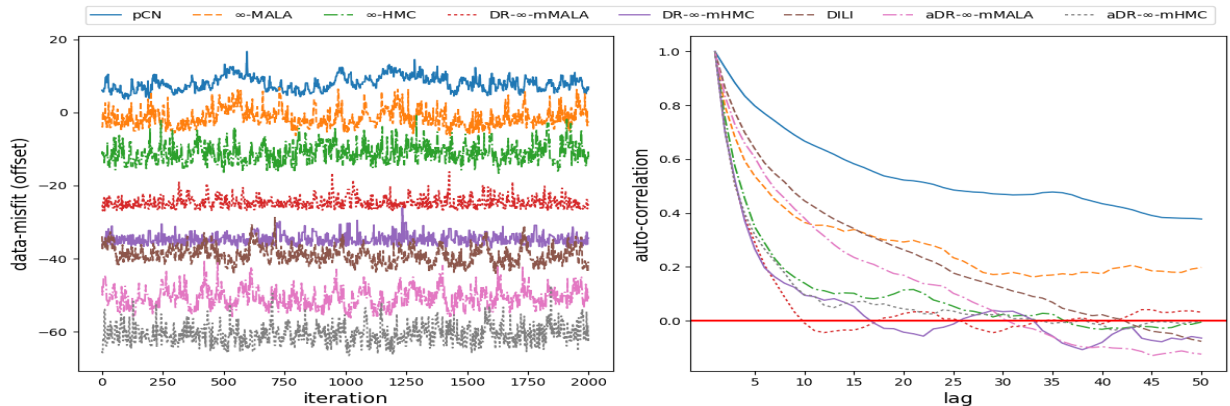 pCN ∞-MALA ∞-HMC DR-∞-mMALA DR-∞-mHMC DILI aDR-∞-mMALA aDR-∞-mHMC
data-misfit (offset)
20
0
−20
−40
−60
0 250 500 750 1000 1250 1500 1750 2000
iteration
auto-correlation
1.0
0.8
0.6
0.4
0.2
0.0
5 10 15 20 25 30 35 40 45 50
lag